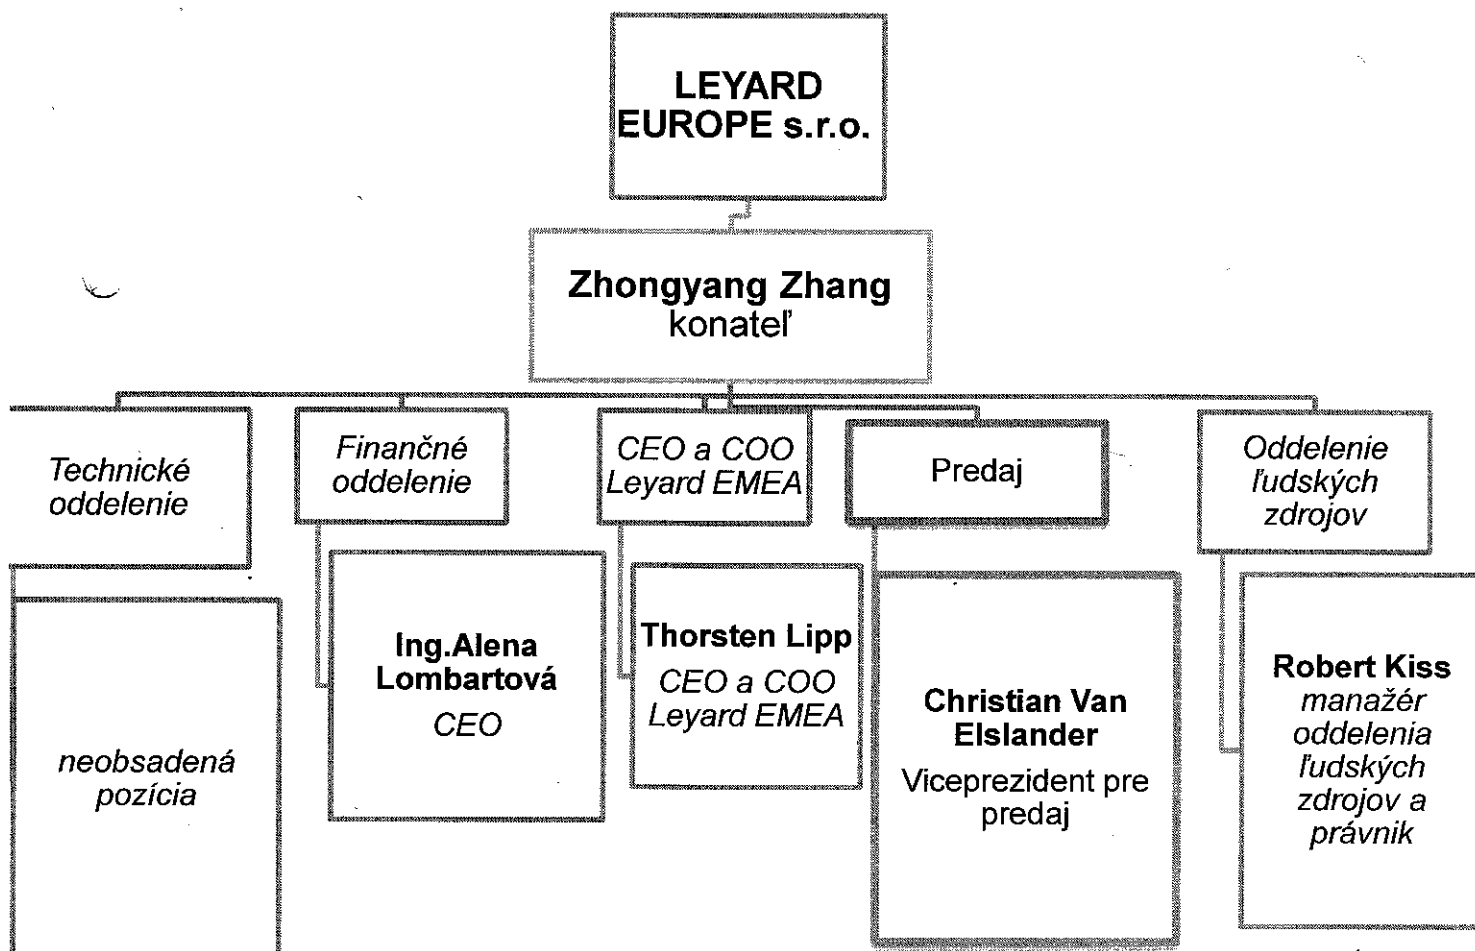 LEYARD
EUROPE s.r.o.
Zhongyang Zhang
konateľ
Technické
oddelenie
Finančné
oddelenie
CEO a COO
Leyard EMEA
Predaj
Oddelenie
ľudských
zdrojov
neobsadená
pozícia
Ing.Alena
Lombartová
CEO
Thorsten Lipp
CEO a COO
Leyard EMEA
Christian Van
Elslander
Viceprezident pre
predaj
Robert Kiss
manažér
oddelenia
ľudských
zdrojov a
právnik